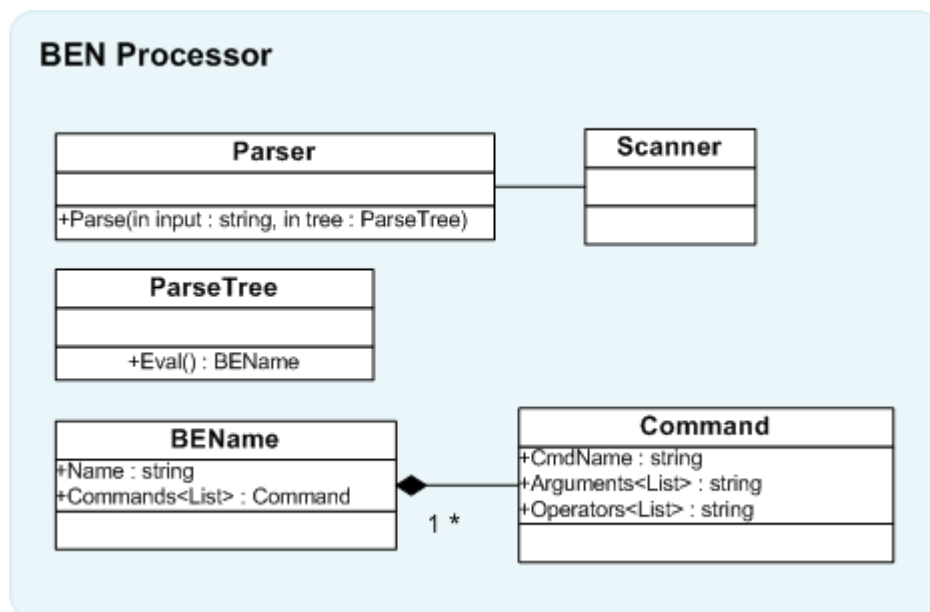 BEN Processor
Parser
Scanner
+Parse(in input : string, in tree : ParseTree)
ParseTree
+Eval() : BEName
BEName
+Name : string
+Commands<List> : Command
1 *
Command
+CmdName : string
+Arguments<List> : string
+Operators<List> : string